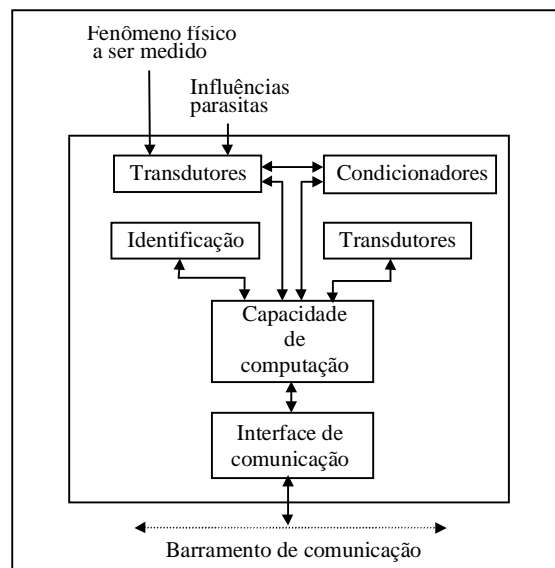 Fenômeno físico
a ser medido
Influências
parasitas
Transdutores
Condicionadores
Identificação
Transdutores
Capacidade
de
computação
Interface de
comunicação
Barramento de comunicação